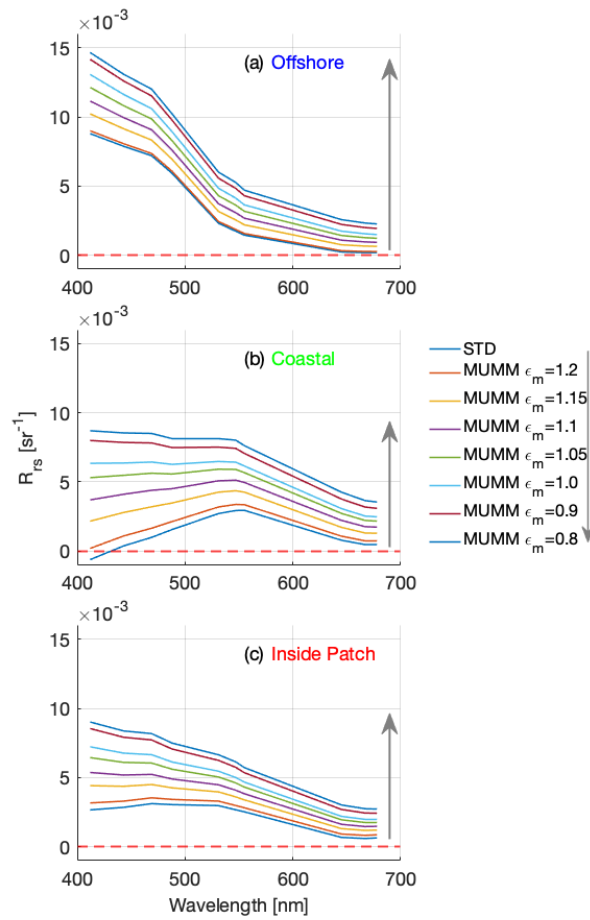 ×10⁻³
(a) Offshore
15
10
5
0
400 500 600 700
×10⁻³
(b) Coastal
15
10
5
0
400 500 600 700
R_rs [sr⁻¹]
STD
MUMM ϵ_m=1.2
MUMM ϵ_m=1.15
MUMM ϵ_m=1.1
MUMM ϵ_m=1.05
MUMM ϵ_m=1.0
MUMM ϵ_m=0.9
MUMM ϵ_m=0.8
×10⁻³
(c) Inside Patch
15
10
5
0
400 500 600 700
Wavelength [nm]